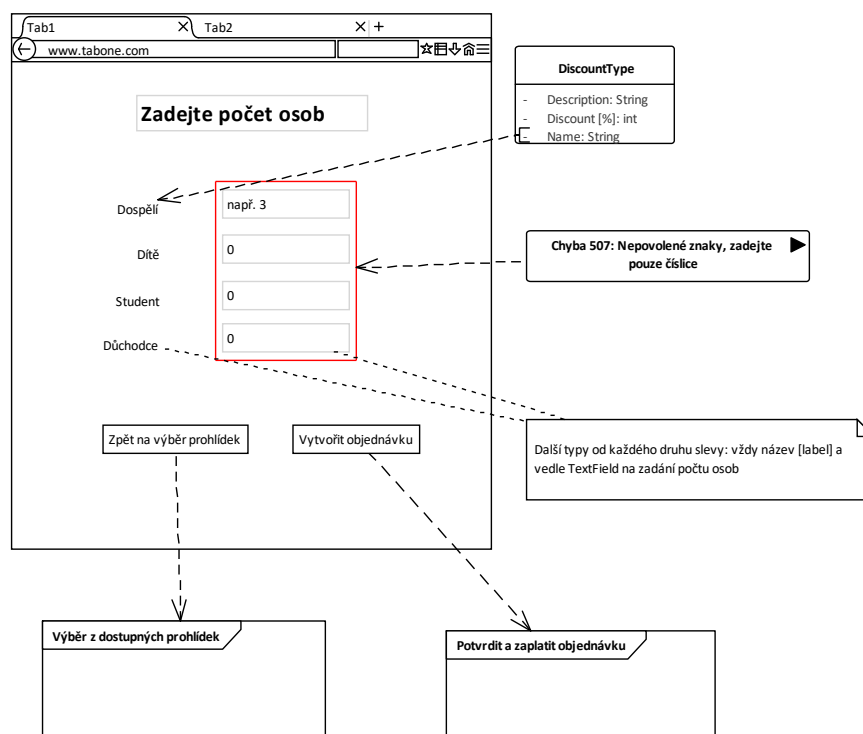 Tab1
Tab2
www.tabone.com
Zadejte počet osob
Dospělí
např. 3
Dítě
0
Student
0
Důchodce
0
Zpět na výběr prohlídek
Vytvořit objednávku
DiscountType
- Description: String
- Discount [%]: int
- Name: String
Chyba 507: Nepovolené znaky, zadejte
pouze číslice
Další typy od každého druhu slevy: vždy název [label] a
vedle TextField na zadání počtu osob
Výběr z dostupných prohlídek
Potvrdit a zaplatit objednávku